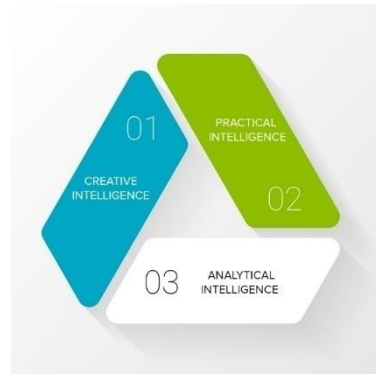 01
CREATIVE
INTELLIGENCE
PRACTICAL
INTELLIGENCE
02
03
ANALYTICAL
INTELLIGENCE